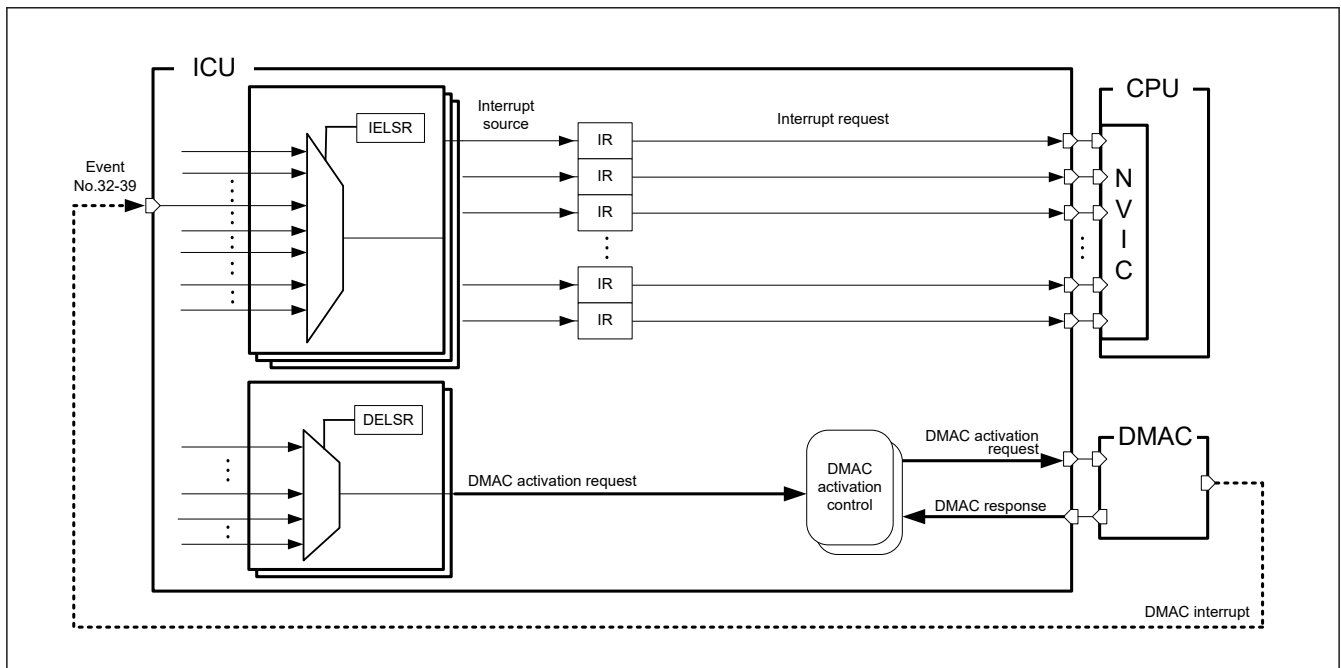 ICU
CPU
IELSR
Interrupt
source
Interrupt request
IR
Event
No.32-39
IR
N
V
I
C
IR
IR
IR
DELSR
DMAC activation request
DMAC
activation
control
DMAC activation
request
DMAC response
DMAC
DMAC interrupt